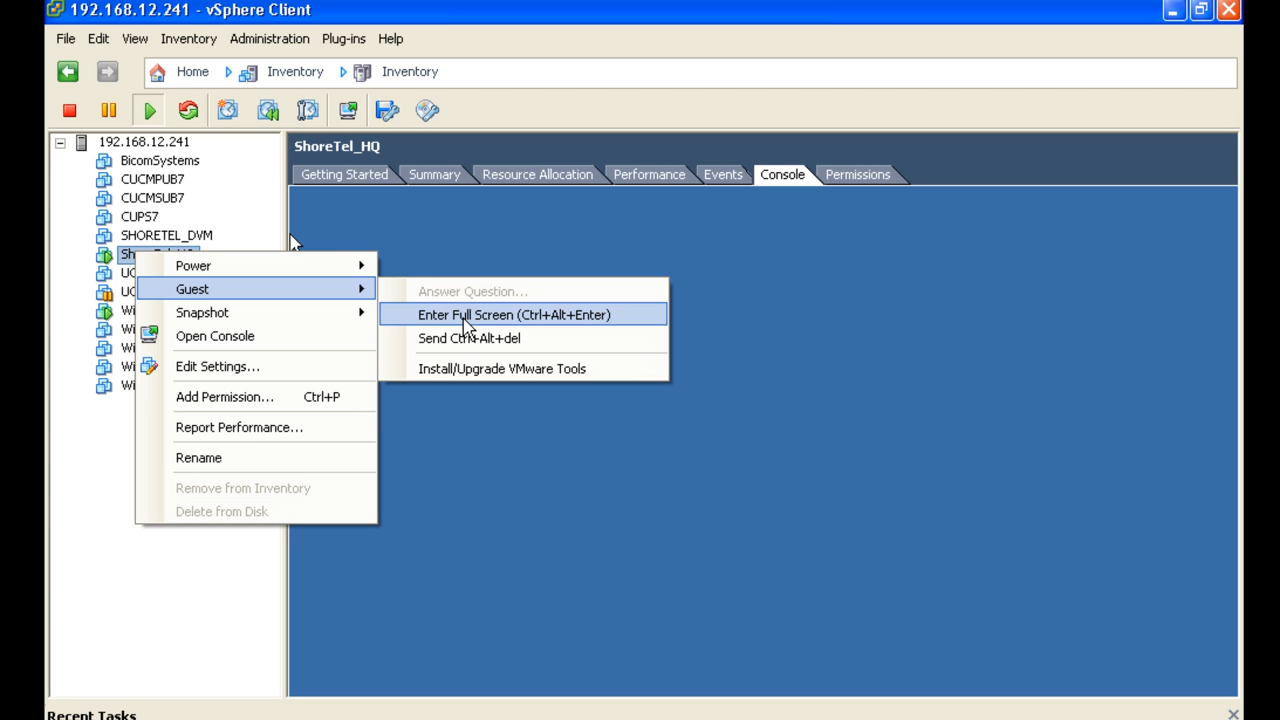 192.168.12.241 - vSphere Client
File Edit View Inventory Administration Plug-ins Help
Home Inventory Inventory
192.168.12.241
BicomSystems
CUCMPUB7
CUCMSUB7
CUPS7
SHORETEL_DVM
ShoreTel_HQ
Getting Started Summary Resource Allocation Performance Events Console Permissions
Power
Guest
Snapshot
Open Console
Edit Settings...
Add Permission... Ctrl+P
Report Performance...
Rename
Remove from Inventory
Delete from Disk
Answer Question...
Enter Full Screen (Ctrl+Alt+Enter)
Send Ctrl+Alt+del
Install/Upgrade VMware Tools
Recent Tasks